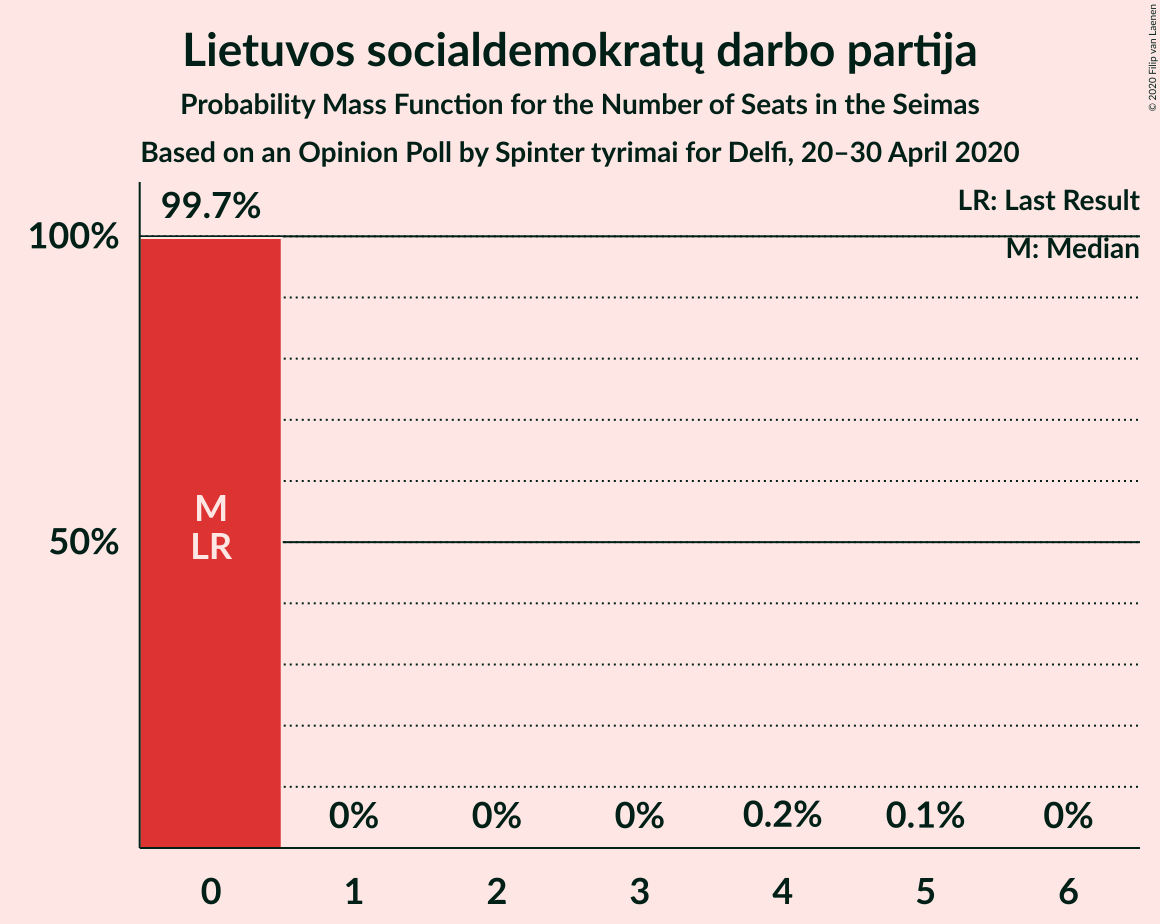 Lietuvos socialdemokratų darbo partija
Probability Mass Function for the Number of Seats in the Seimas
Based on an Opinion Poll by Spinter tyrimai for Delfi, 20–30 April 2020
© 2020 Filip van Laenen
LR: Last Result
M: Median
99.7%
100%
50%
M
LR
0% 0% 0% 0.2% 0.1% 0%
0 1 2 3 4 5 6